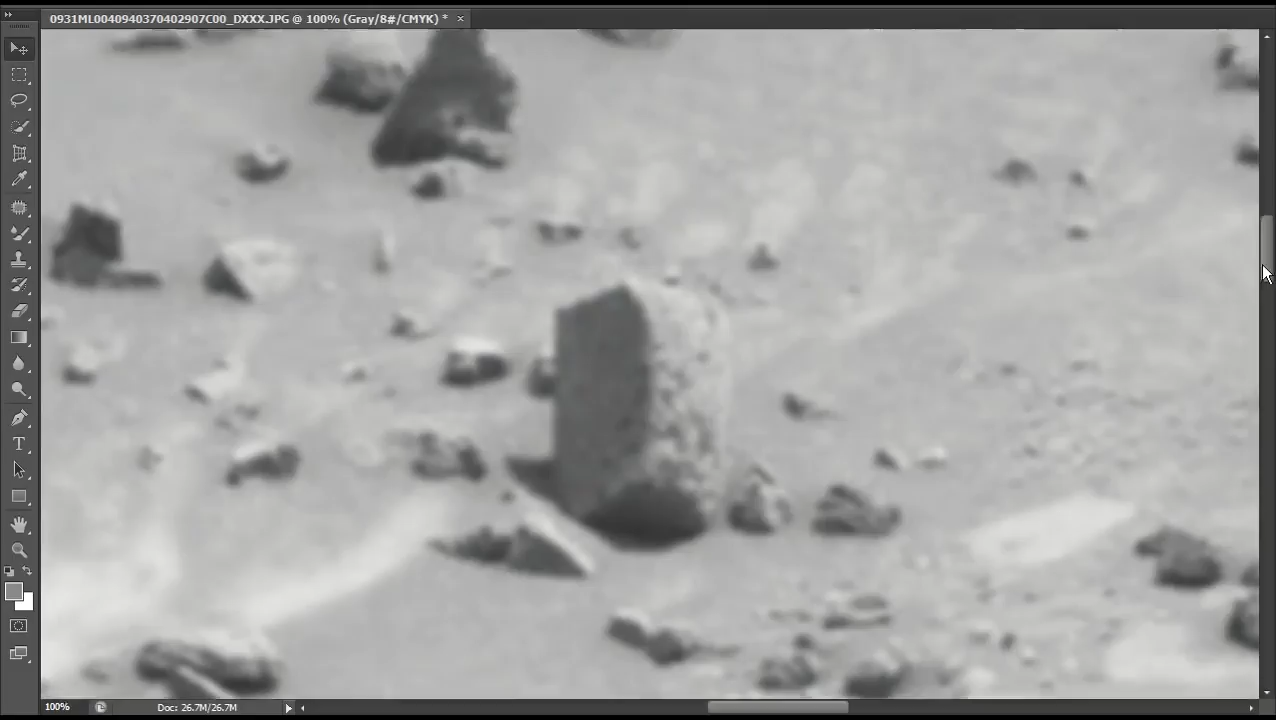 0931ML0040940370402907C00_DXXX.JPG @ 100% (Gray/8#/CMYK) * ×
T
100% Doc: 26.7M/26.7M